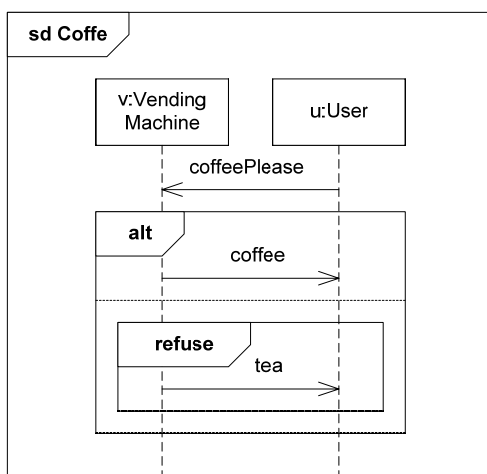 sd Coffe
v:Vending
Machine
u:User
coffeePlease
alt
coffee
refuse
tea